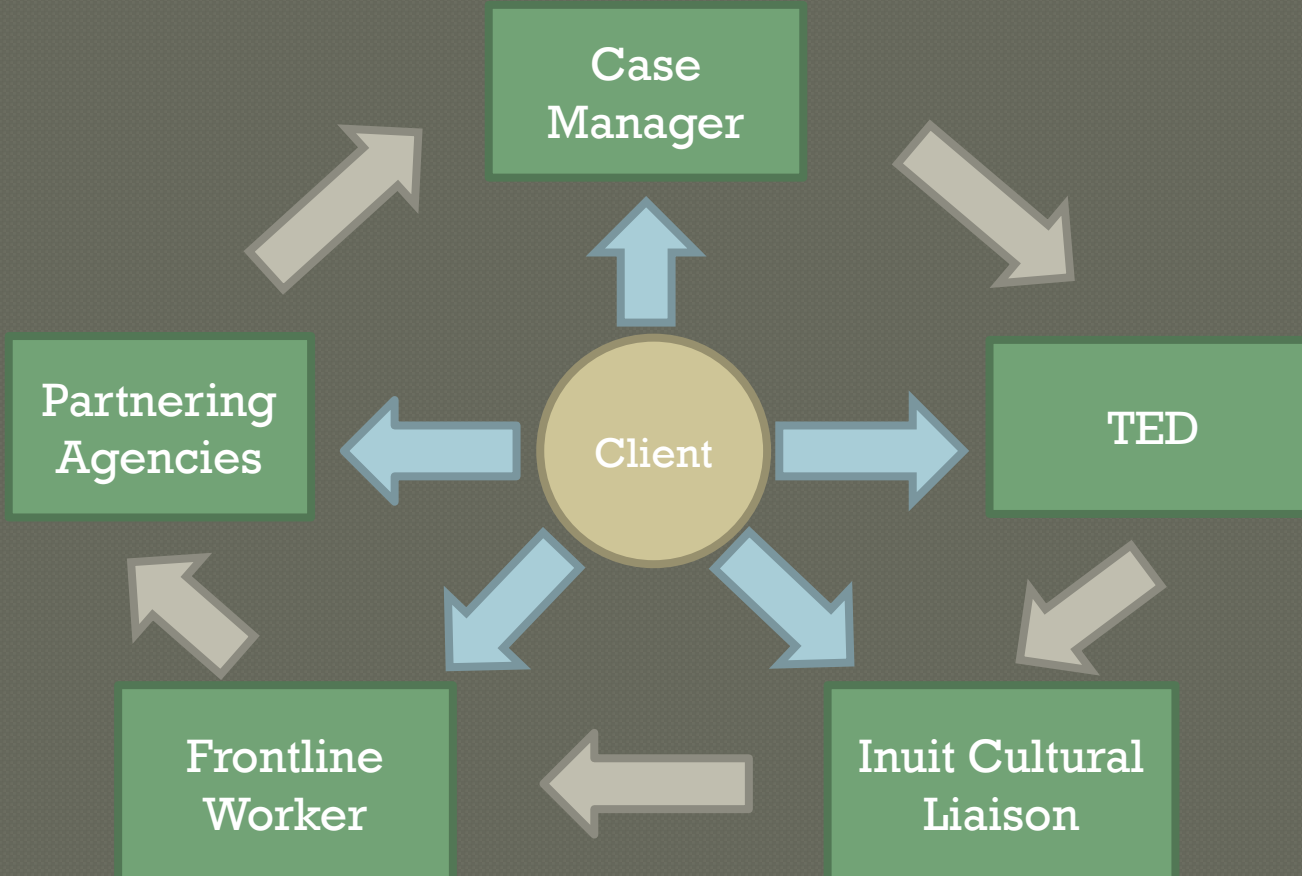 Case
Manager
Partnering
Agencies
Client
TED
Frontline
Worker
Inuit Cultural
Liaison